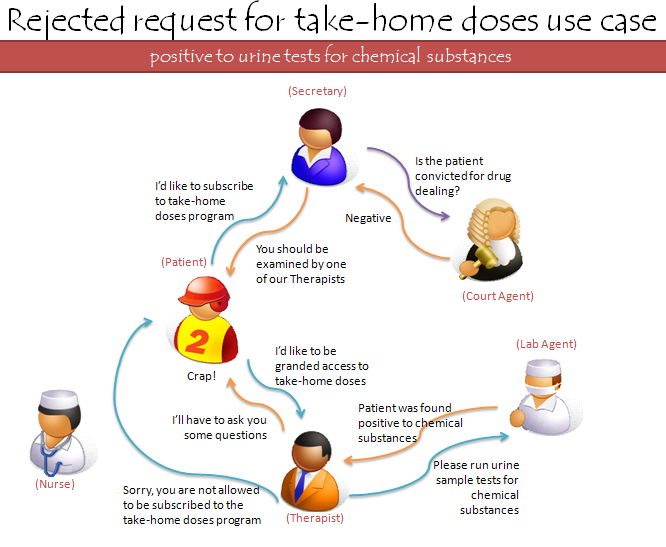 Rejected request for take-home doses use case
positive to urine tests for chemical substances
(Secretary)
Is the patient
convicted for drug
dealing?
I'd like to subscribe
to take-home
doses program
Negative
You should be
examined by one
of our Therapists
(Patient)
(Court Agent)
2
(Lab Agent)
I'd like to be
granded access to
take-home doses
Crap!
I'll have to ask you
some questions
Patient was found
positive to chemical
substances
Please run urine
sample tests for
chemical
substances
(Nurse)
Sorry, you are not allowed
to be subscribed to the
take-home doses program
(Therapist)